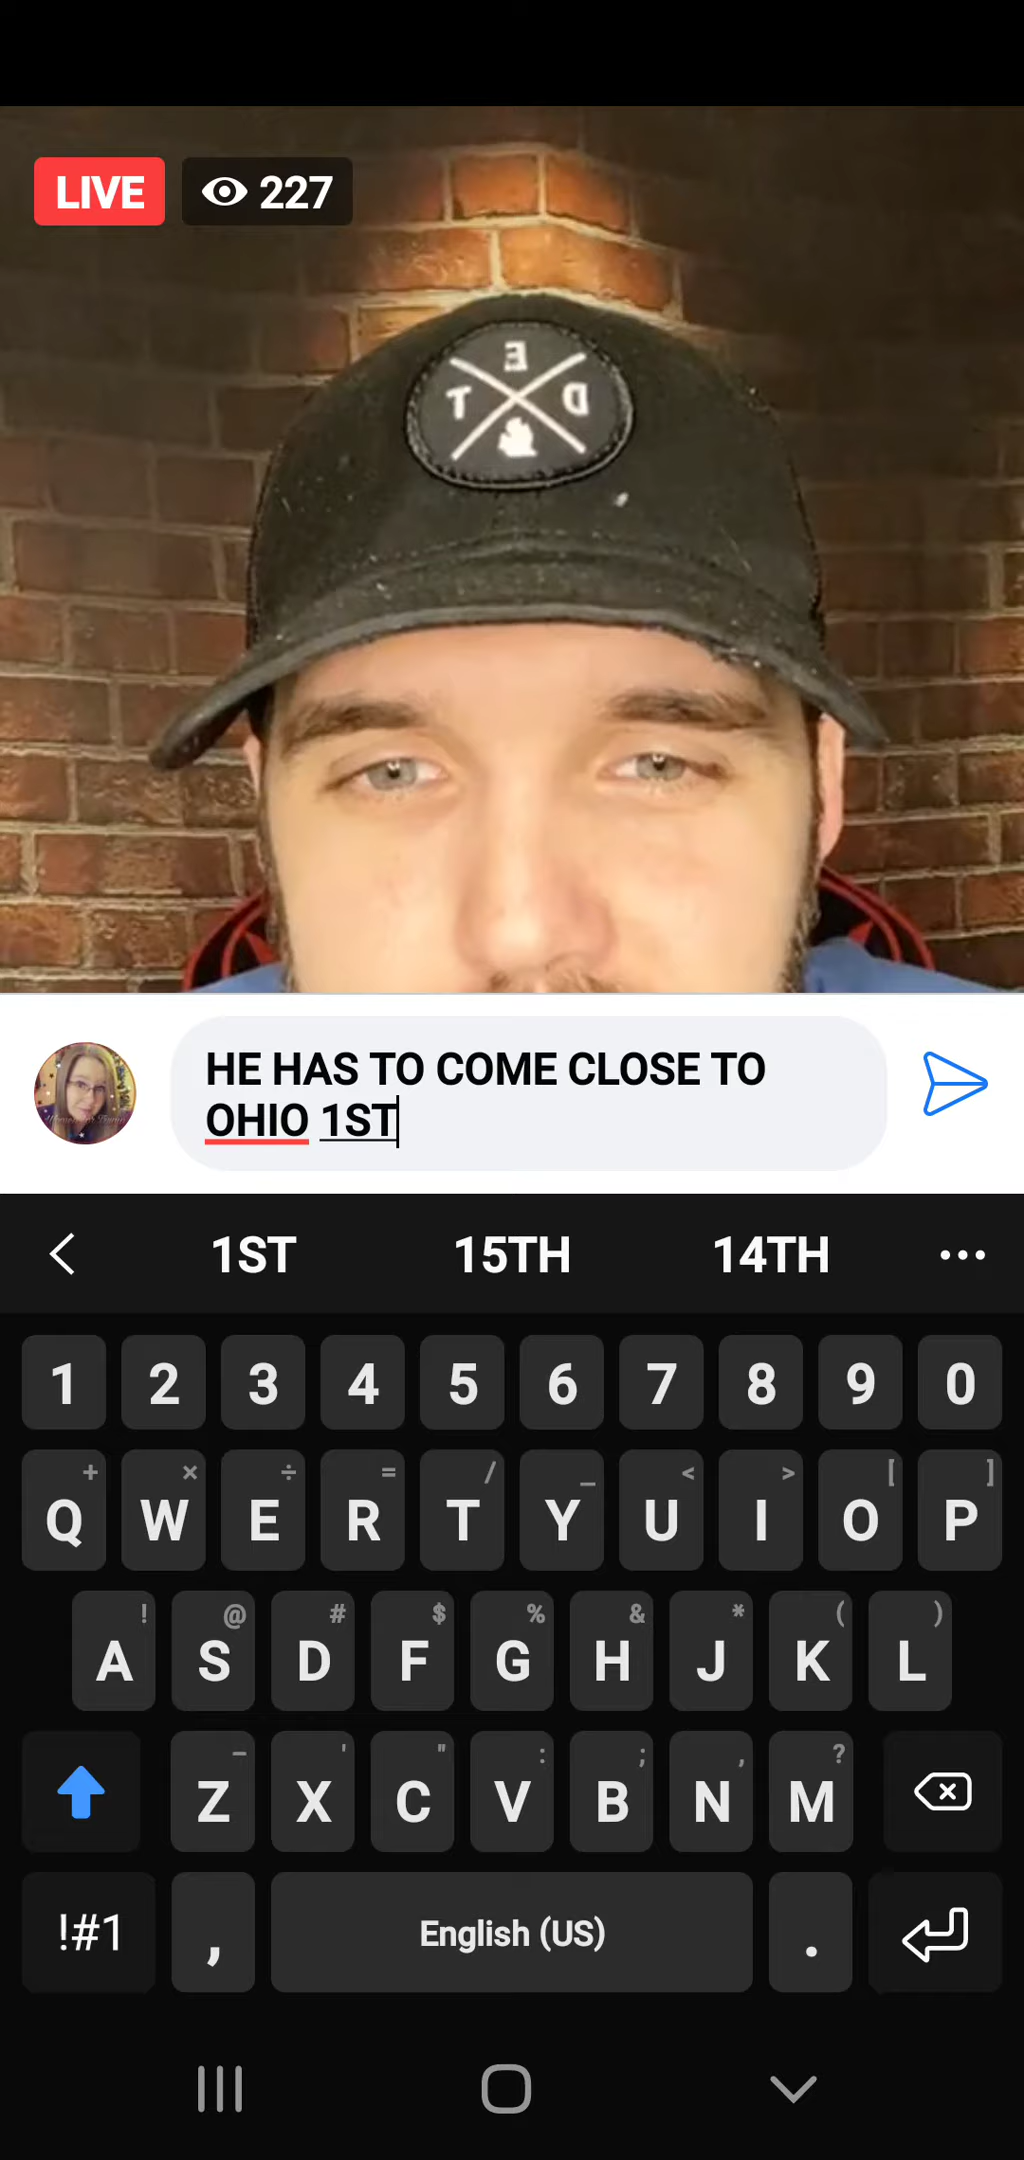 LIVE 227
E
T D
HE HAS TO COME CLOSE TO
OHIO 1ST
1ST 15TH 14TH ...
1 2 3 4 5 6 7 8 9 0
+ × ÷ = / _ < > [ ]
Q W E R T Y U I O P
! @ # $ % & * ( )
A S D F G H J K L
- ' " : ; , ?
Z X C V B N M
!#1 , English (US) .